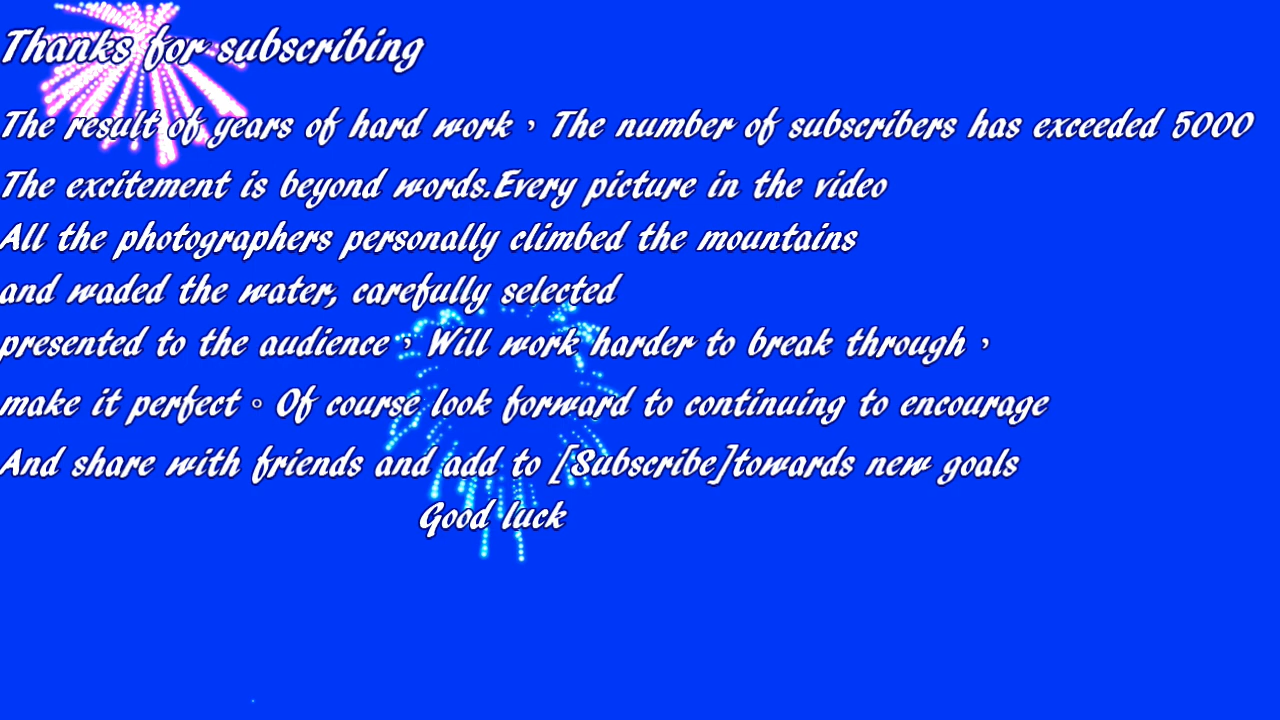 Thanks for subscribing
The result of years of hard work，The number of subscribers has exceeded 5000
The excitement is beyond words.Every picture in the video
All the photographers personally climbed the mountains
and waded the water, carefully selected
presented to the audience，Will work harder to break through，
make it perfect。Of course look forward to continuing to encourage
And share with friends and add to [Subscribe]towards new goals
Good luck